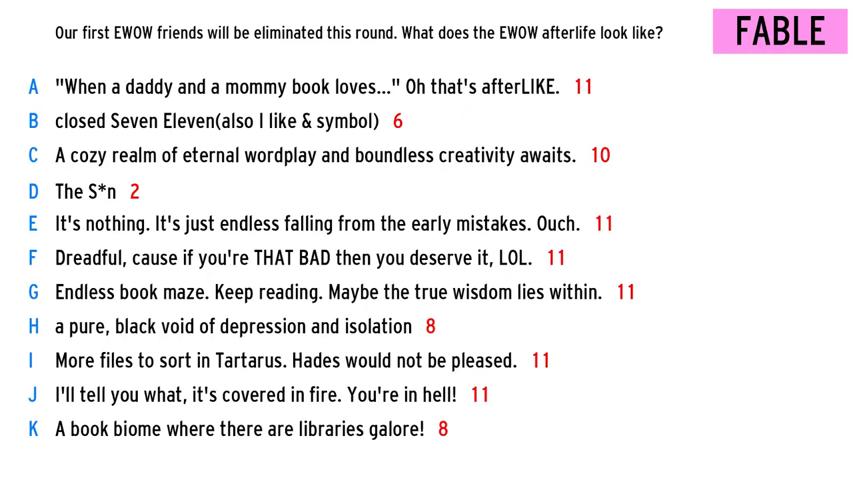 Our first EWOW friends will be eliminated this round. What does the EWOW afterlife look like?
FABLE
A "When a daddy and a mommy book loves..." Oh that's afterLIKE. 11
B closed Seven Eleven(also I like & symbol) 6
C A cozy realm of eternal wordplay and boundless creativity awaits. 10
D The S*n 2
E It's nothing. It's just endless falling from the early mistakes. Ouch. 11
F Dreadful, cause if you're THAT BAD then you deserve it, LOL. 11
G Endless book maze. Keep reading. Maybe the true wisdom lies within. 11
H a pure, black void of depression and isolation 8
I More files to sort in Tartarus. Hades would not be pleased. 11
J I'll tell you what, it's covered in fire. You're in hell! 11
K A book biome where there are libraries galore! 8